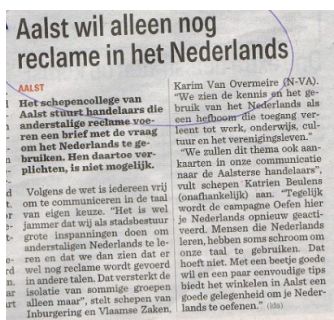 Aalst wil alleen nog
reclame in het Nederlands
AALST
Het schepencollege van
Aalst stuurt handelaars die
anderstalige reclame voe-
ren een brief met de vraag
om het Nederlands te ge-
bruiken. Hen daartoe ver-
plichten, is niet mogelijk.
Volgens de wet is iedereen vrij
om te communiceren in de taal
van eigen keuze. "Het is wel
jammer dat wij als stadsbestuur
grote inspanningen doen om
anderstaligen Nederlands te le-
ren en dat we dan zien dat er
wel nog reclame wordt gevoerd
in andere talen. Dat versterkt de
isolatie van sommige groepen
alleen maar", stelt schepen van
Inburgering en Vlaamse Zaken,
Karim Van Overmeire (N-VA).
"We zien de kennis en het ge-
bruik van het Nederlands als
een hefboom die toegang ver-
leent tot werk, onderwijs, cul-
tuur en het verenigingsleven."
"We zullen dit thema ook aan-
kaarten in onze communicatie
naar de Aalsterse handelaars",
vult schepen Katrien Beulens
(onafhankelijk) aan. "Tegelijk
wordt de campagne Oefen hier
je Nederlands opnieuw geacti-
veerd. Mensen die Nederlands
leren, hebben soms schroom om
onze taal te gebruiken. Dat
hoeft niet. Met een beetje goede
wil en een paar eenvoudige tips
biedt het winkelen in Aalst een
goede gelegenheid om je Neder-
lands te oefenen." (lda)